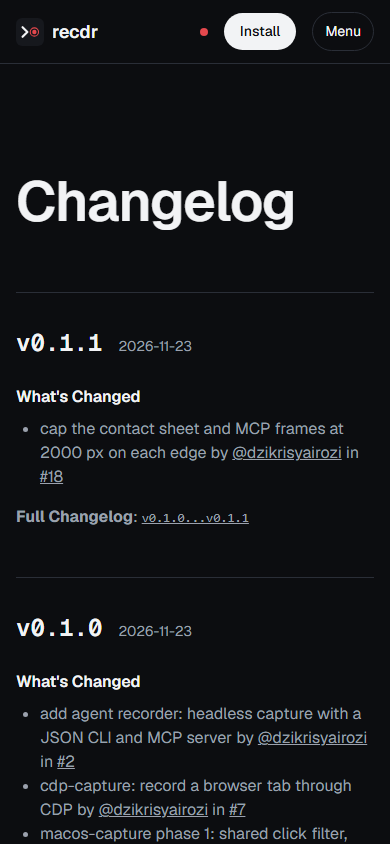 recdr
Install
Menu
Changelog
v0.1.1 2026-11-23
What's Changed
• cap the contact sheet and MCP frames at
2000 px on each edge by @dzikrisyairozi in
#18
Full Changelog: v0.1.0...v0.1.1
v0.1.0 2026-11-23
What's Changed
• add agent recorder: headless capture with a
JSON CLI and MCP server by @dzikrisyairozi
in #2
• cdp-capture: record a browser tab through
CDP by @dzikrisyairozi in #7
• macos-capture phase 1: shared click filter,